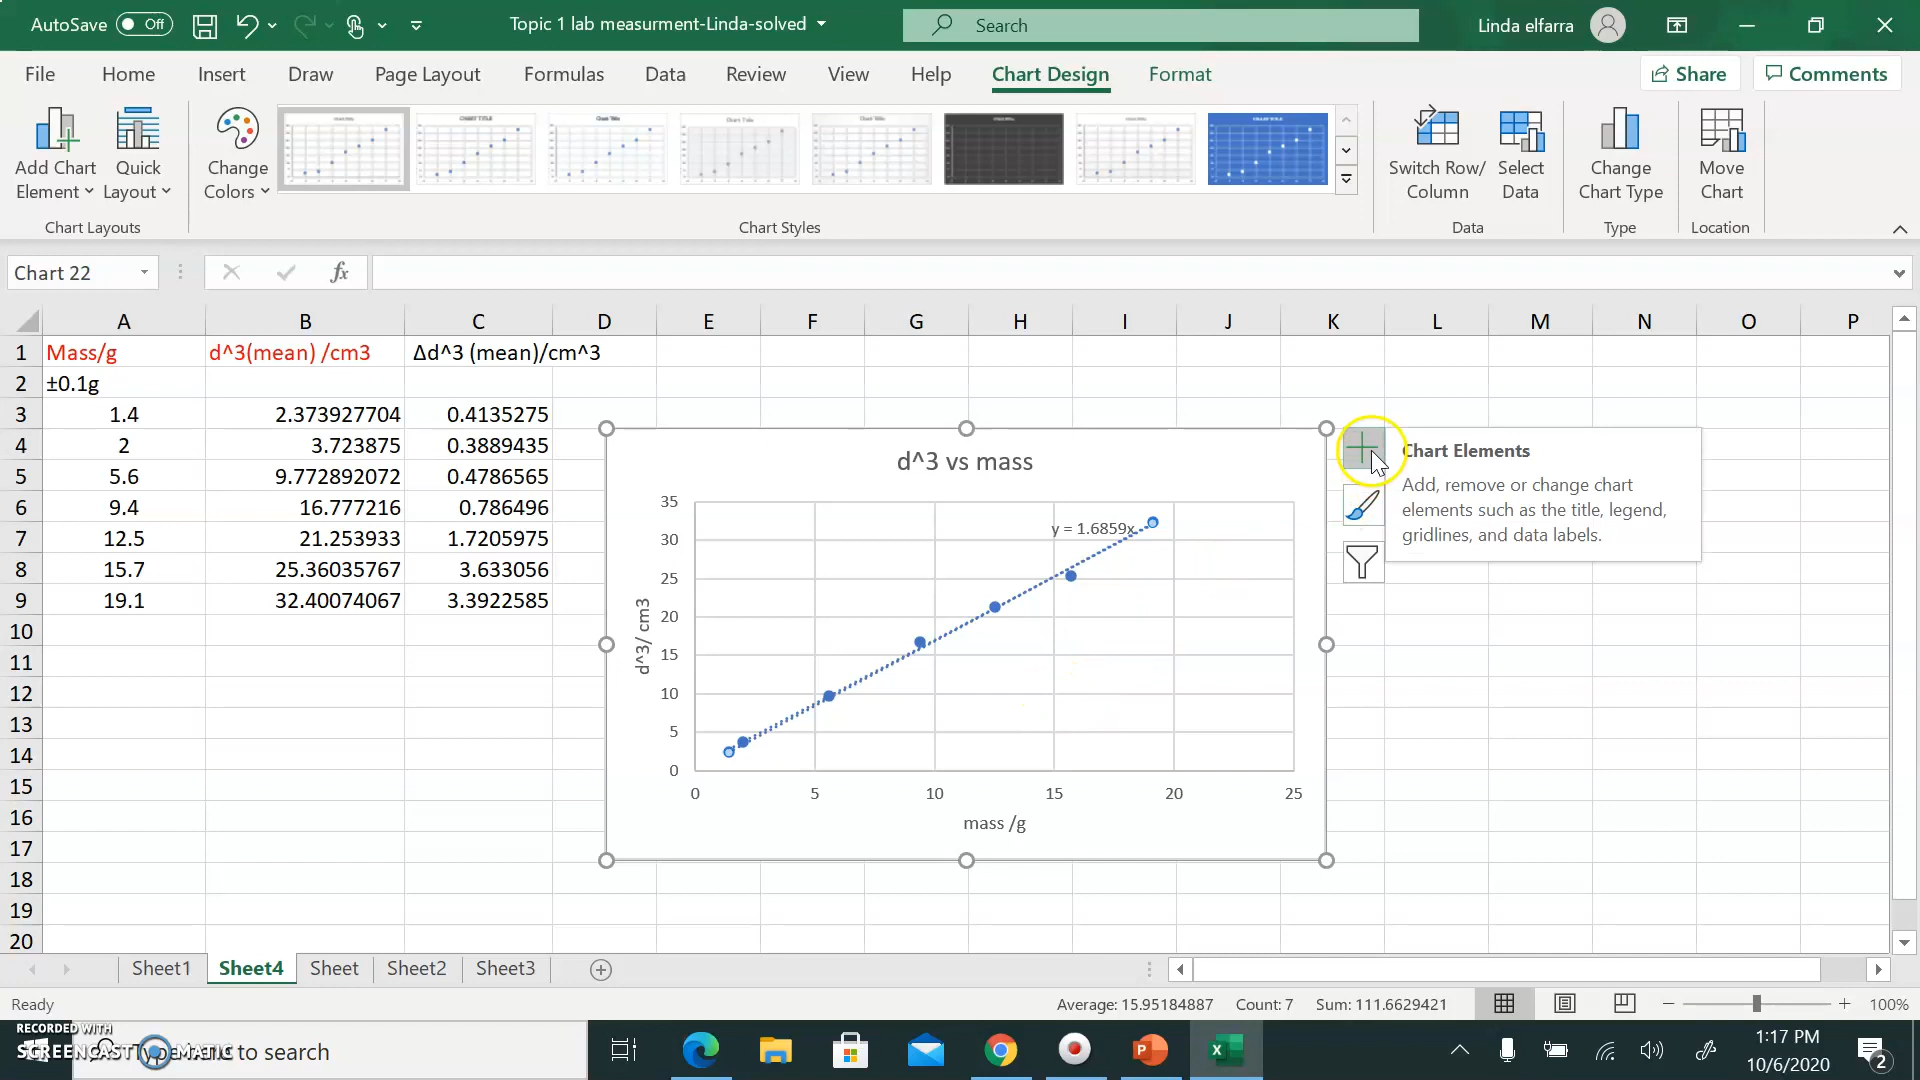 AutoSave Off Topic 1 lab measurment-Linda-solved Search Linda elfarra
File Home Insert Draw Page Layout Formulas Data Review View Help Chart Design Format Share Comments
Add Chart Element Quick Layout Change Colors Switch Row/ Column Select Data Change Chart Type Move Chart
Chart Layouts Chart Styles Data Type Location
Chart 22 fx
A B C D E F G H I J K L M N O P
1 Mass/g d^3(mean) /cm3 Δd^3 (mean)/cm^3
2 ±0.1g
3 1.4 2.373927704 0.4135275
4 2 3.723875 0.3889435
5 5.6 9.772892072 0.4786565
6 9.4 16.777216 0.786496
7 12.5 21.253933 1.7205975
8 15.7 25.36035767 3.633056
9 19.1 32.40074067 3.3922585
10
11
12
13
14
15
16
17
18
19
20
d^3 vs mass
y = 1.6859x
35
30
25
20
15
10
5
0
d^3/ cm3
0 5 10 15 20 25
mass /g
Chart Elements
Add, remove or change chart
elements such as the title, legend,
gridlines, and data labels.
Sheet1 Sheet4 Sheet Sheet2 Sheet3
Ready Average: 15.95184887 Count: 7 Sum: 111.6629421 100%
RECORDED WITH
SCREENCAST MATIC
Type here to search
1:17 PM
10/6/2020
2